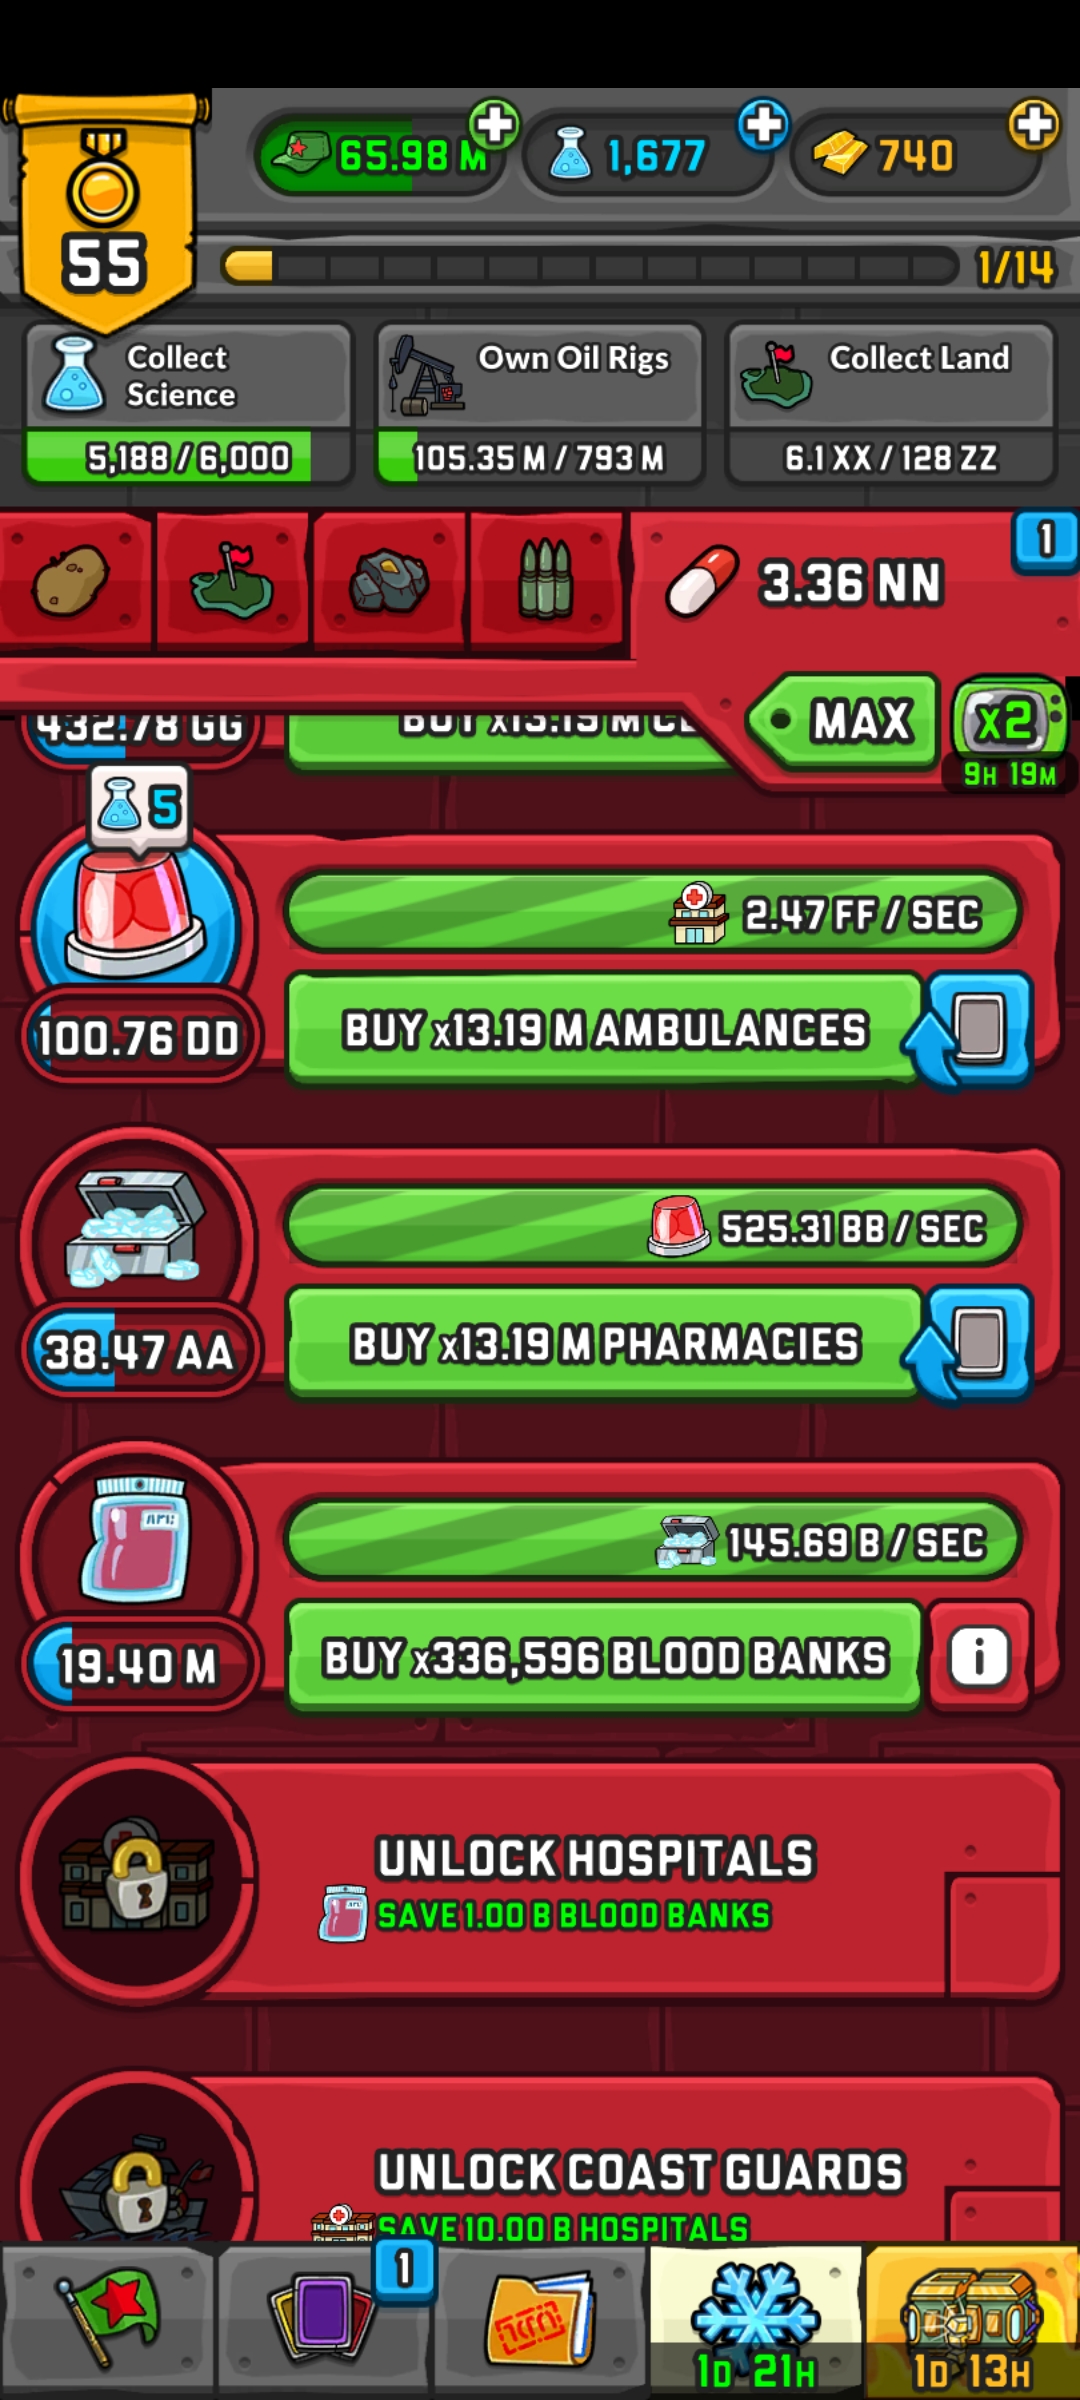 65.98 M
1,677
740
55
1/14
Collect
Science
Own Oil Rigs
Collect Land
5,188 / 6,000
105.35 M / 793 M
6.1 XX / 128 ZZ
1
3.36 NN
MAX
x2
9H 19M
432.78 GG
BUY x13.19 M
5
2.47 FF / SEC
100.76 DD
BUY x13.19 M AMBULANCES
525.31 BB / SEC
38.47 AA
BUY x13.19 M PHARMACIES
145.69 B / SEC
19.40 M
BUY x336,596 BLOOD BANKS
i
UNLOCK HOSPITALS
SAVE 1.00 B BLOOD BANKS
UNLOCK COAST GUARDS
SAVE 10.00 B HOSPITALS
1
1D 21H
1D 13H